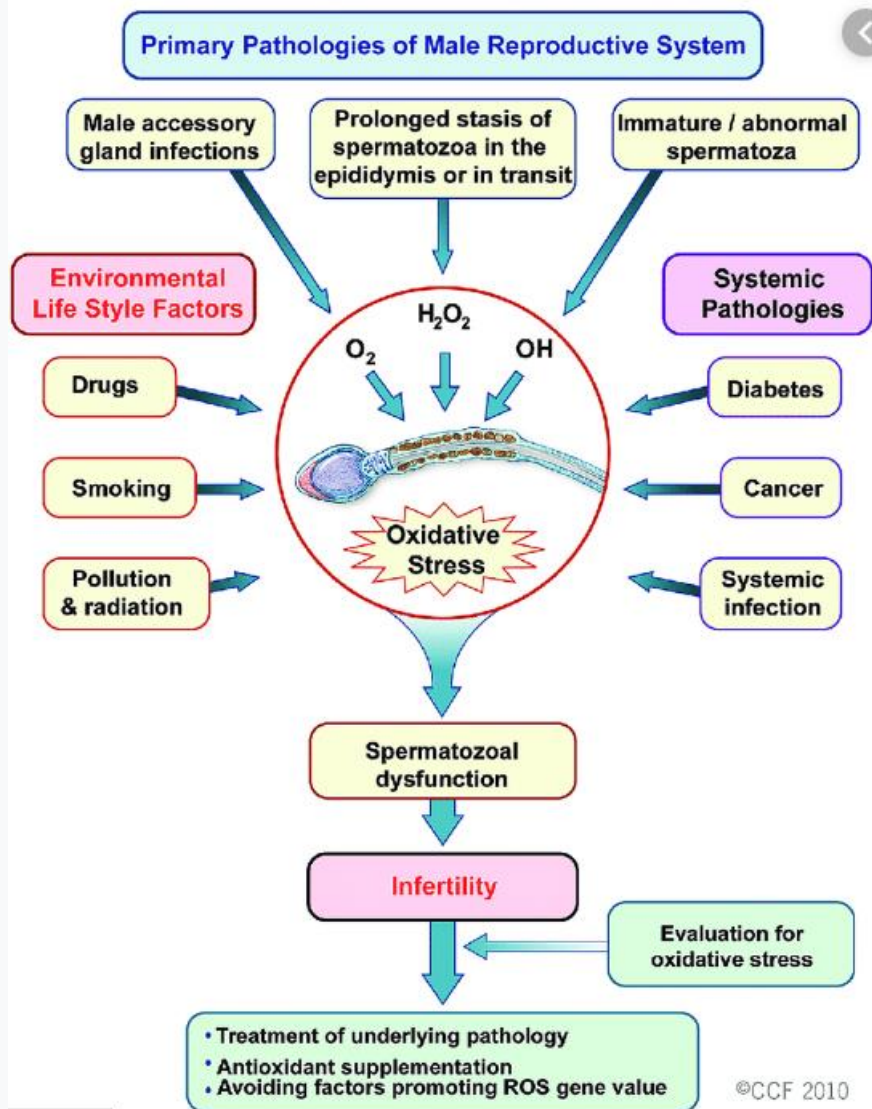 Primary Pathologies of Male Reproductive System
Male accessory
gland infections
Prolonged stasis of
spermatozoa in the
epididymis or in transit
Immature / abnormal
spermatoza
Environmental
Life Style Factors
Systemic
Pathologies
H₂O₂
O₂
OH
Drugs
Smoking
Pollution
& radiation
Diabetes
Cancer
Systemic
infection
Oxidative
Stress
Spermatozoal
dysfunction
Infertility
Evaluation for
oxidative stress
• Treatment of underlying pathology
• Antioxidant supplementation
• Avoiding factors promoting ROS gene value
©CCF 2010